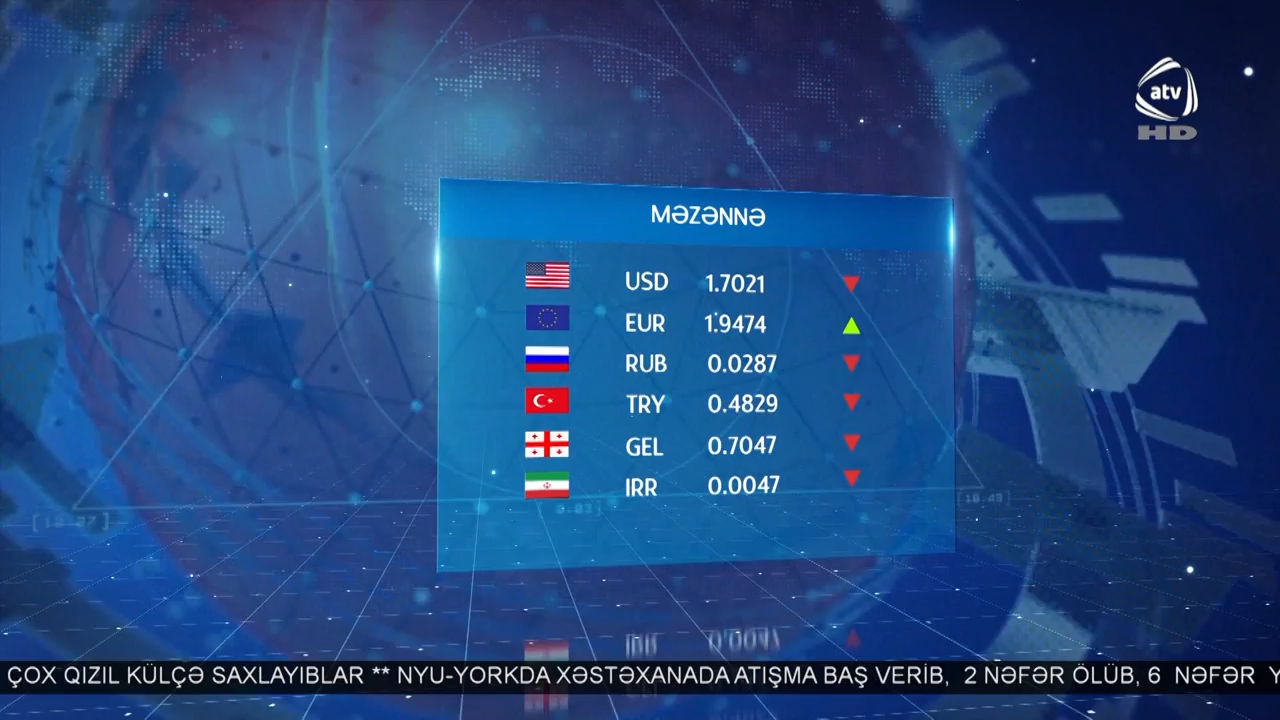 atv
HD
MƏZƏNNƏ
USD 1.7021
EUR 1.9474
RUB 0.0287
TRY 0.4829
GEL 0.7047
IRR 0.0047
ÇOX QIZIL KÜLÇƏ SAXLAYIBLAR ** NYU-YORKDA XƏSTƏXANADA ATIŞMA BAŞ VERİB, 2 NƏFƏR ÖLÜB, 6 NƏFƏR Y